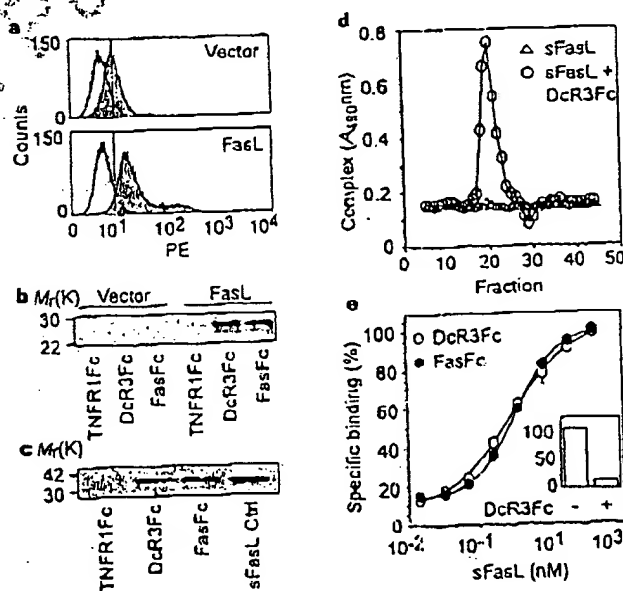 a
150
Vector
0
150
FasL
0
Counts
0 10¹ 10² 10³ 10⁴
PE
b Mr(K) Vector FasL
30
22
TNFR1Fc
DcR3Fc
FasFc
TNFR1Fc
DcR3Fc
FasFc
c Mr(K)
42
30
TNFR1Fc
DcR3Fc
FasFc
sFasL Ctrl
d
0.8
0.6
0.4
0.2
0
Complex (A₄₉₀nm)
△ sFasL
○ sFasL +
DcR3Fc
0 10 20 30 40 50
Fraction
e
○ DcR3Fc
● FasFc
100
80
60
40
20
0
Specific binding (%)
100
50
0
DcR3Fc - +
10⁻² 10⁻¹ 10¹ 10³
sFasL (nM)